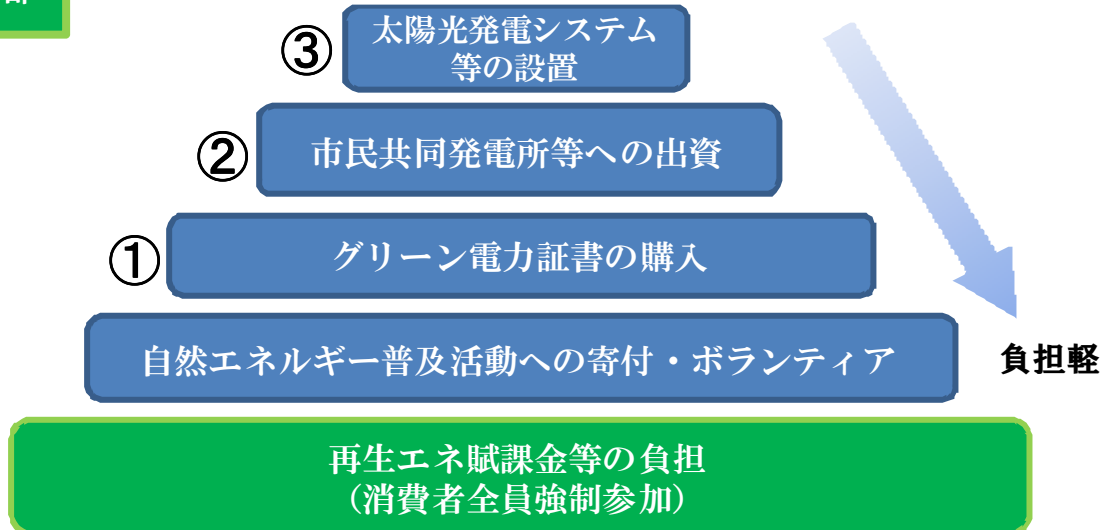 ③
太陽光発電システム
等の設置
②
市民共同発電所等への出資
①
グリーン電力証書の購入
自然エネルギー普及活動への寄付・ボランティア
負担軽
再生エネ賦課金等の負担
（消費者全員強制参加）